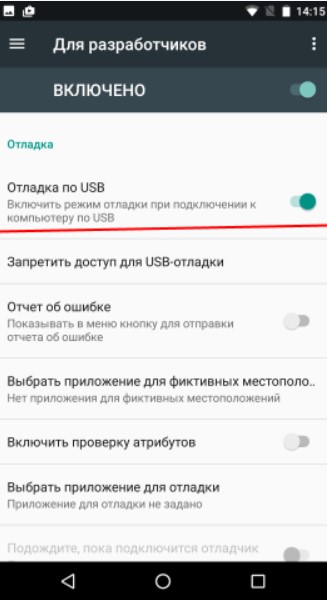 14:15
Для разработчиков
ВКЛЮЧЕНО
Отладка
Отладка по USB
Включить режим отладки при подключении к
компьютеру по USB
Запретить доступ для USB-отладки
Отчет об ошибке
Показывать в меню кнопку для отправки
отчета об ошибке
Выбрать приложение для фиктивных местополо..
Нет приложения для фиктивных местоположений
Включить проверку атрибутов
Выбрать приложение для отладки
Приложение для отладки не задано
Подождите, пока подключится отладчик